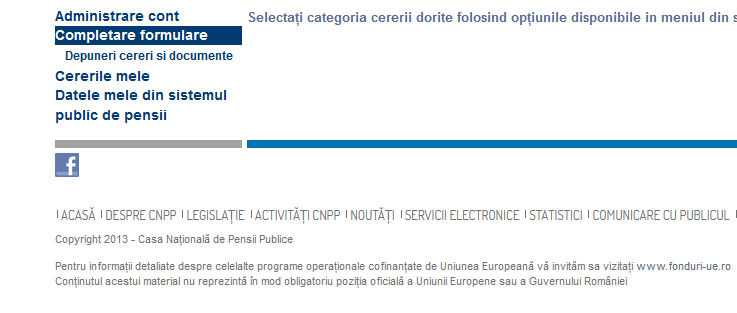 Administrare cont
Selectați categoria cererii dorite folosind opțiunile disponibile in meniul din
Completare formulare
Depuneri cereri si documente
Cererile mele
Datele mele din sistemul
public de pensii
f
ACASĂ DESPRE CNPP LEGISLAȚIE ACTIVITĂȚI CNPP NOUTĂȚI SERVICII ELECTRONICE STATISTICI COMUNICARE CU PUBLICUL
Copyright 2013 - Casa Națională de Pensii Publice
Pentru informații detaliate despre celelalte programe operaționale cofinanțate de Uniunea Europeană vă invităm sa vizitați www.fonduri-ue.ro
Conținutul acestui material nu reprezintă în mod obligatoriu poziția oficială a Uniunii Europene sau a Guvernului României